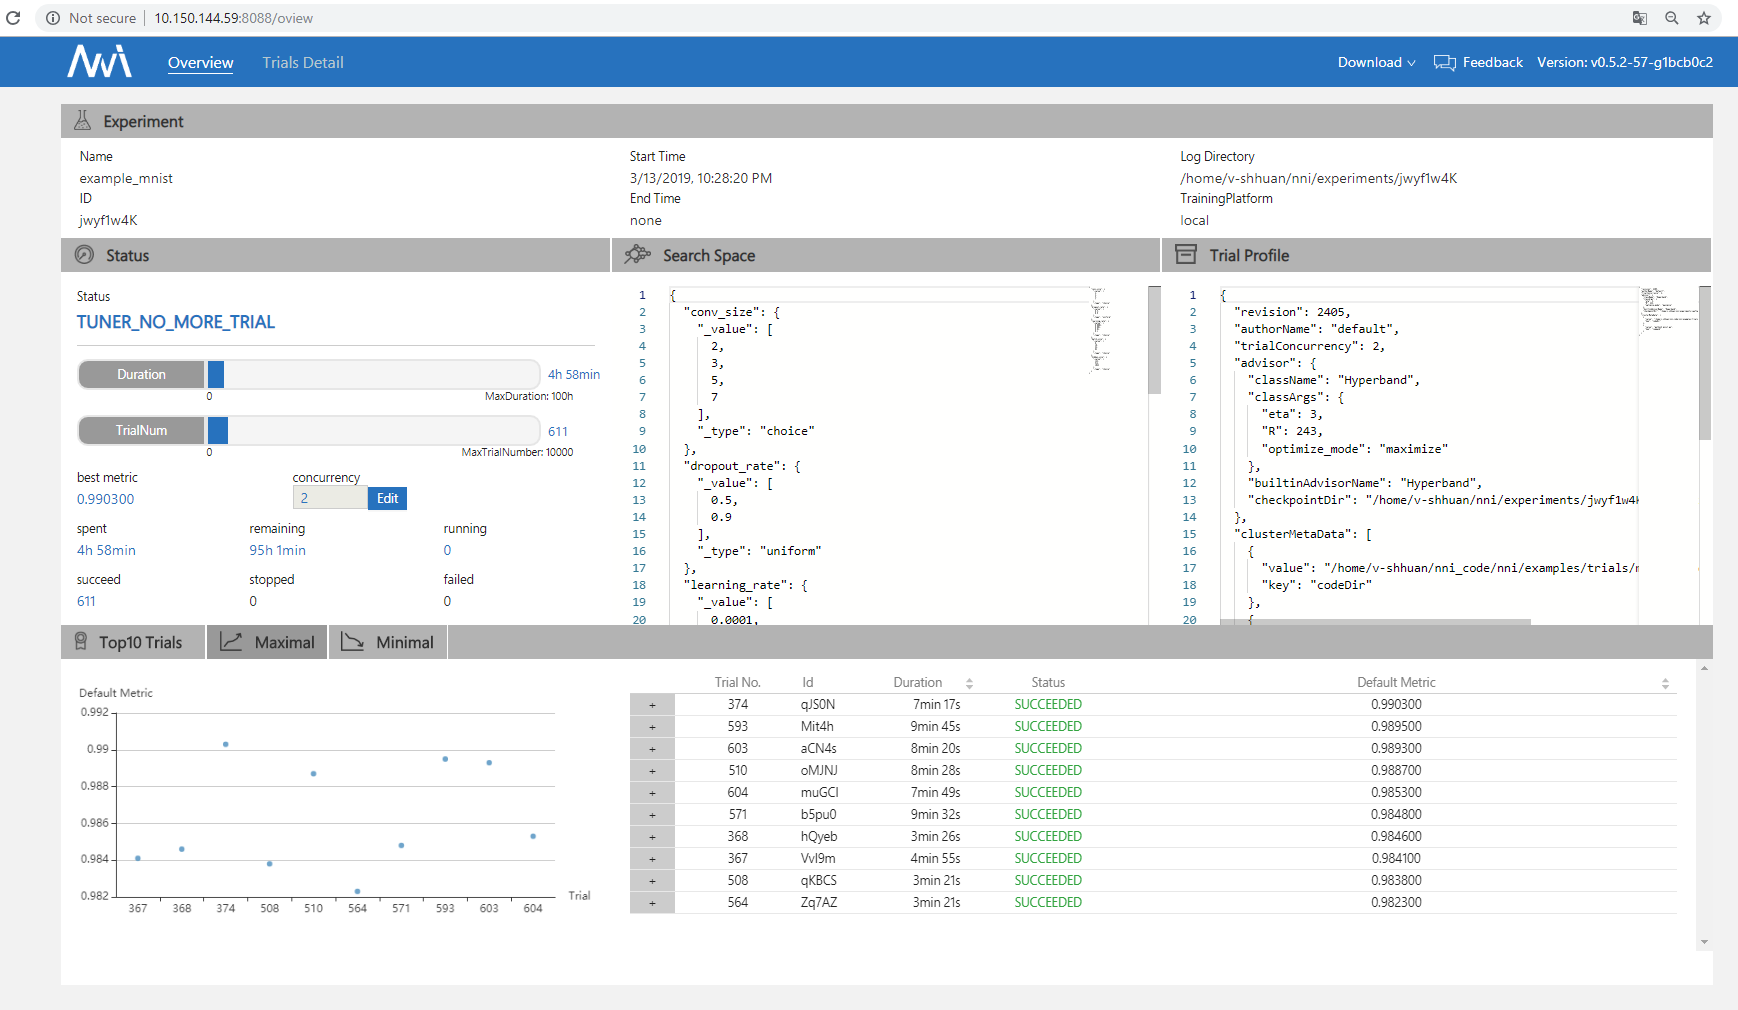 Not secure
10.150.144.59:8088/oview
NNI
Overview
Trials Detail
Download
Feedback
Version: v0.5.2-57-g1bcb0c2
Experiment
Name
example_mnist
ID
jwyf1w4K
Start Time
3/13/2019, 10:28:20 PM
End Time
none
Log Directory
/home/v-shhuan/nni/experiments/jwyf1w4K
TrainingPlatform
local
Status
Status
TUNER_NO_MORE_TRIAL
Duration
4h 58min
0
MaxDuration: 100h
TrialNum
611
0
MaxTrialNumber: 10000
best metric
0.990300
concurrency
2
Edit
spent
4h 58min
remaining
95h 1min
running
0
succeed
611
stopped
0
failed
0
Search Space
1 {
2 "conv_size": {
3 "_value": [
4 2,
5 3,
6 5,
7 7
8 ],
9 "_type": "choice"
10 },
11 "dropout_rate": {
12 "_value": [
13 0.5,
14 0.9
15 ],
16 "_type": "uniform"
17 },
18 "learning_rate": {
19 "_value": [
20 0.0001,
Trial Profile
1 {
2 "revision": 2405,
3 "authorName": "default",
4 "trialConcurrency": 2,
5 "advisor": {
6 "className": "Hyperband",
7 "classArgs": {
8 "eta": 3,
9 "R": 243,
10 "optimize_mode": "maximize"
11 },
12 "builtinAdvisorName": "Hyperband",
13 "checkpointDir": "/home/v-shhuan/nni/experiments/jwyf1w4K
14 },
15 "clusterMetaData": [
16 {
17 "value": "/home/v-shhuan/nni_code/nni/examples/trials/
18 "key": "codeDir"
19 },
20 {
Top10 Trials
Maximal
Minimal
Default Metric
0.992
0.99
0.988
0.986
0.984
0.982
367 368 374 508 510 564 571 593 603 604
Trial
Trial No. Id Duration Status Default Metric
+ 374 qJS0N 7min 17s SUCCEEDED 0.990300
+ 593 Mit4h 9min 45s SUCCEEDED 0.989500
+ 603 aCN4s 8min 20s SUCCEEDED 0.989300
+ 510 oMJNJ 8min 28s SUCCEEDED 0.988700
+ 604 muGCI 7min 49s SUCCEEDED 0.985300
+ 571 b5pu0 9min 32s SUCCEEDED 0.984800
+ 368 hQyeb 3min 26s SUCCEEDED 0.984600
+ 367 VvI9m 4min 55s SUCCEEDED 0.984100
+ 508 qKBCS 3min 21s SUCCEEDED 0.983800
+ 564 Zq7AZ 3min 21s SUCCEEDED 0.982300